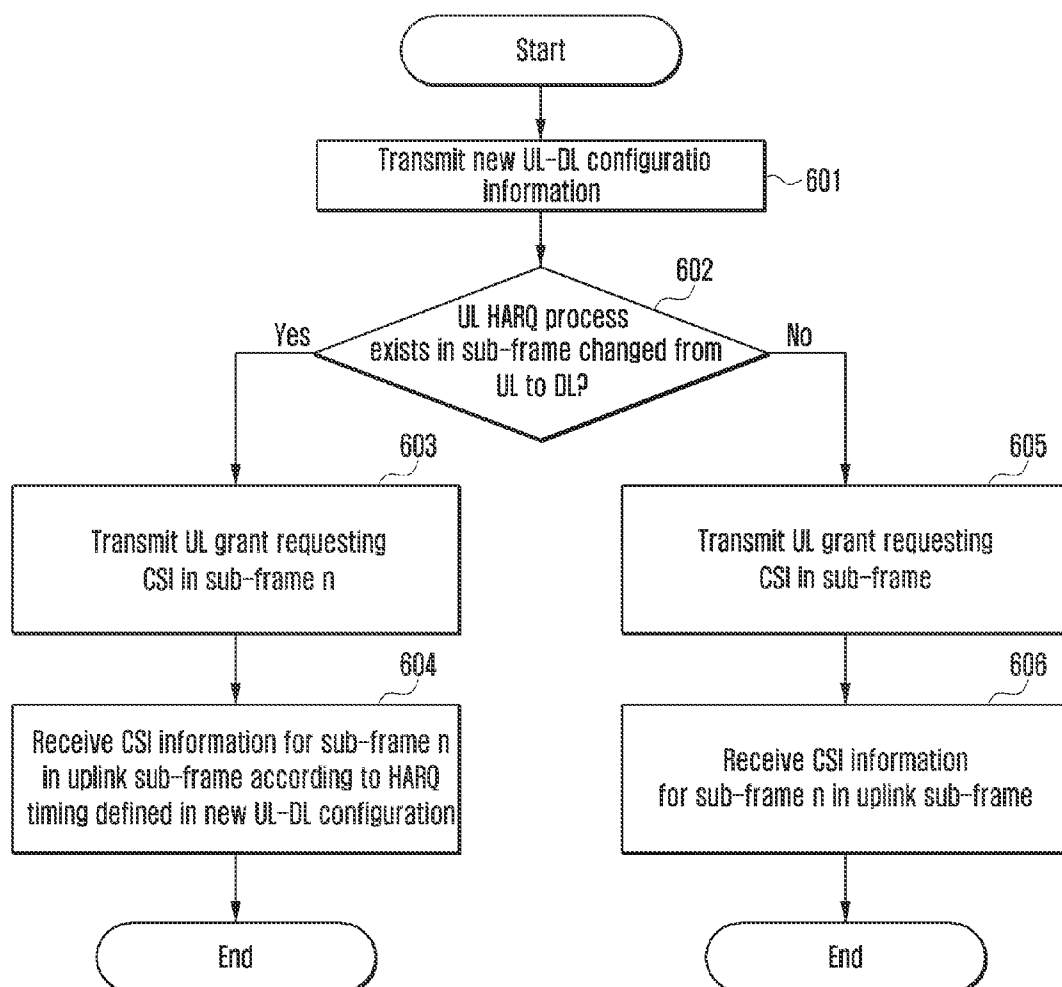 Start
Transmit new UL-DL configuratio
information
601
602
UL HARQ process
exists in sub-frame changed from
UL to DL?
Yes
No
603
605
Transmit UL grant requesting
CSI in sub-frame n
Transmit UL grant requesting
CSI in sub-frame
604
606
Receive CSI information for sub-frame n
in uplink sub-frame according to HARQ
timing defined in new UL-DL configuration
Receive CSI information
for sub-frame n in uplink sub-frame
End
End